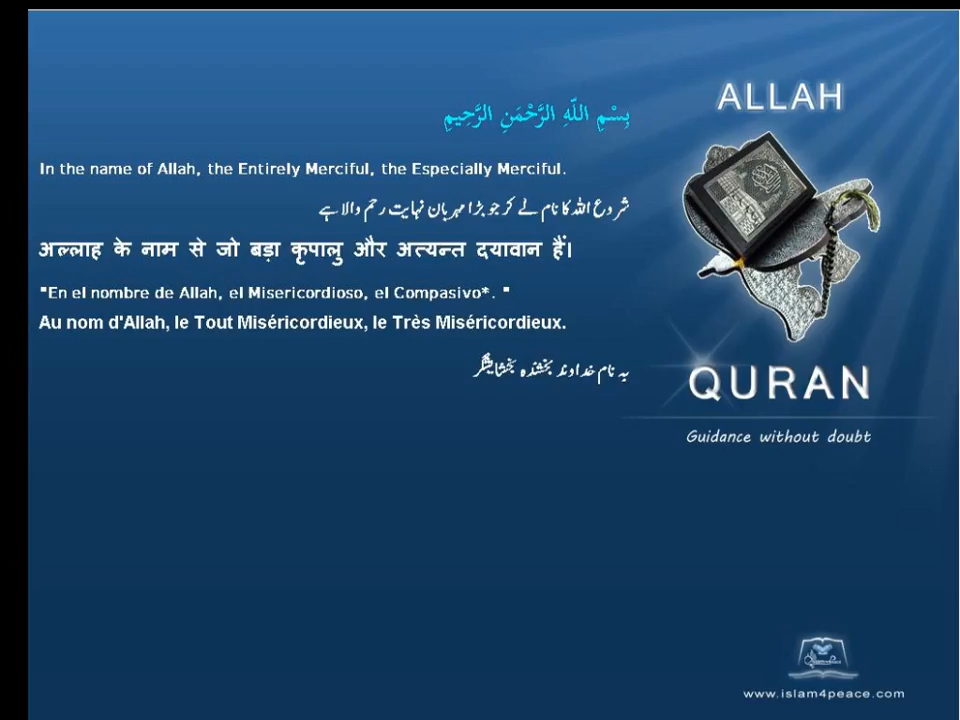 بِسْمِ اللَّهِ الرَّحْمَنِ الرَّحِيمِ
In the name of Allah, the Entirely Merciful, the Especially Merciful.
شروع اللہ کا نام لے کر جو بڑا مہربان نہایت رحم والا ہے
अल्लाह के नाम से जो बड़ा कृपालु और अत्यन्त दयावान हैं।
"En el nombre de Allah, el Misericordioso, el Compasivo*. "
Au nom d'Allah, le Tout Miséricordieux, le Très Miséricordieux.
به نام خداوند بخشنده بخشایشگر
ALLAH
QURAN
Guidance without doubt
www.islam4peace.com